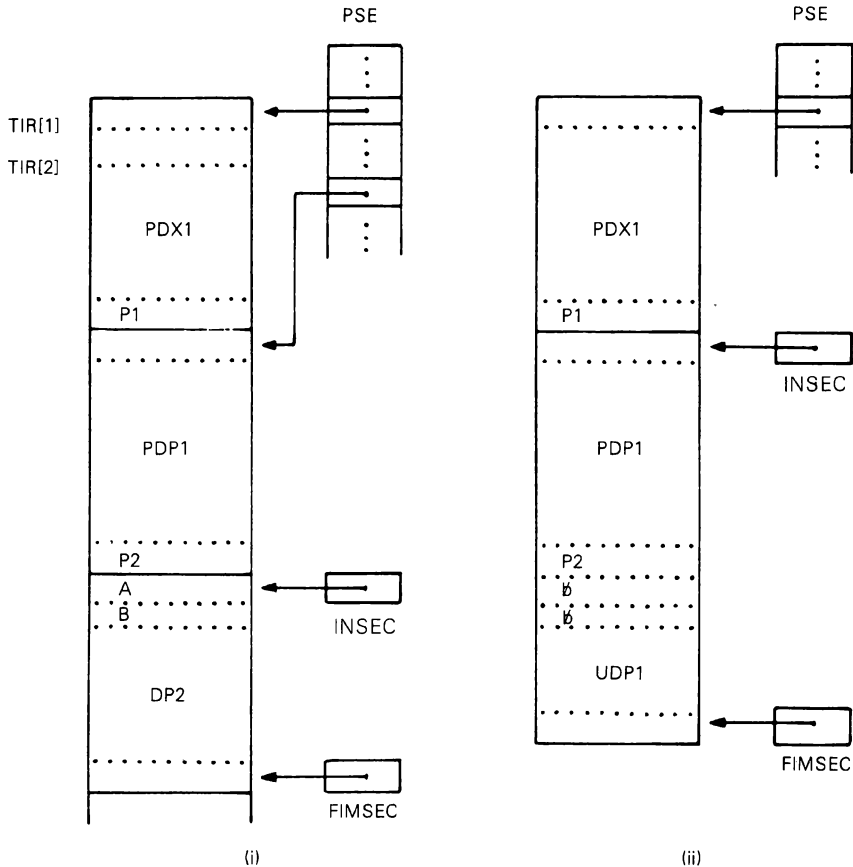 PSE
TIR[1]
TIR[2]
PDX1
P1
PDP1
P2
A
B
INSEC
DP2
FIMSEC
(i)
PSE
PDX1
P1
INSEC
PDP1
P2
ƀ
ƀ
UDP1
FIMSEC
(ii)